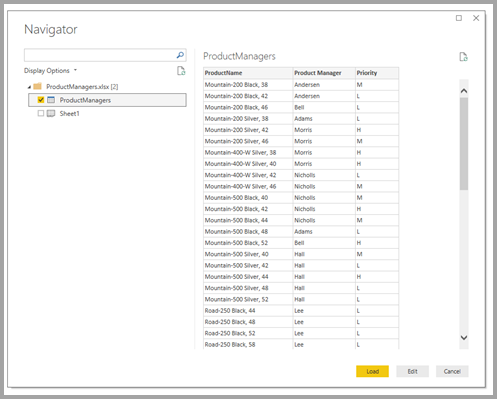 Navigator
Display Options
ProductManagers.xlsx [2]
ProductManagers
Sheet1
ProductManagers
ProductName Product Manager Priority
Mountain-200 Black, 38 Andersen M
Mountain-200 Black, 42 Andersen L
Mountain-200 Black, 46 Bell L
Mountain-200 Silver, 38 Adams L
Mountain-200 Silver, 42 Morris H
Mountain-200 Silver, 46 Morris M
Mountain-400-W Silver, 38 Morris H
Mountain-400-W Silver, 40 Morris H
Mountain-400-W Silver, 42 Nicholls L
Mountain-400-W Silver, 46 Nicholls M
Mountain-500 Black, 40 Nicholls M
Mountain-500 Black, 42 Nicholls H
Mountain-500 Black, 44 Nicholls M
Mountain-500 Black, 48 Adams L
Mountain-500 Black, 52 Bell H
Mountain-500 Silver, 40 Hall M
Mountain-500 Silver, 42 Hall L
Mountain-500 Silver, 44 Hall H
Mountain-500 Silver, 48 Hall L
Mountain-500 Silver, 52 Hall L
Road-250 Black, 44 Lee L
Road-250 Black, 48 Lee L
Road-250 Black, 52 Lee L
Road-250 Black, 58 Lee L
Load Edit Cancel